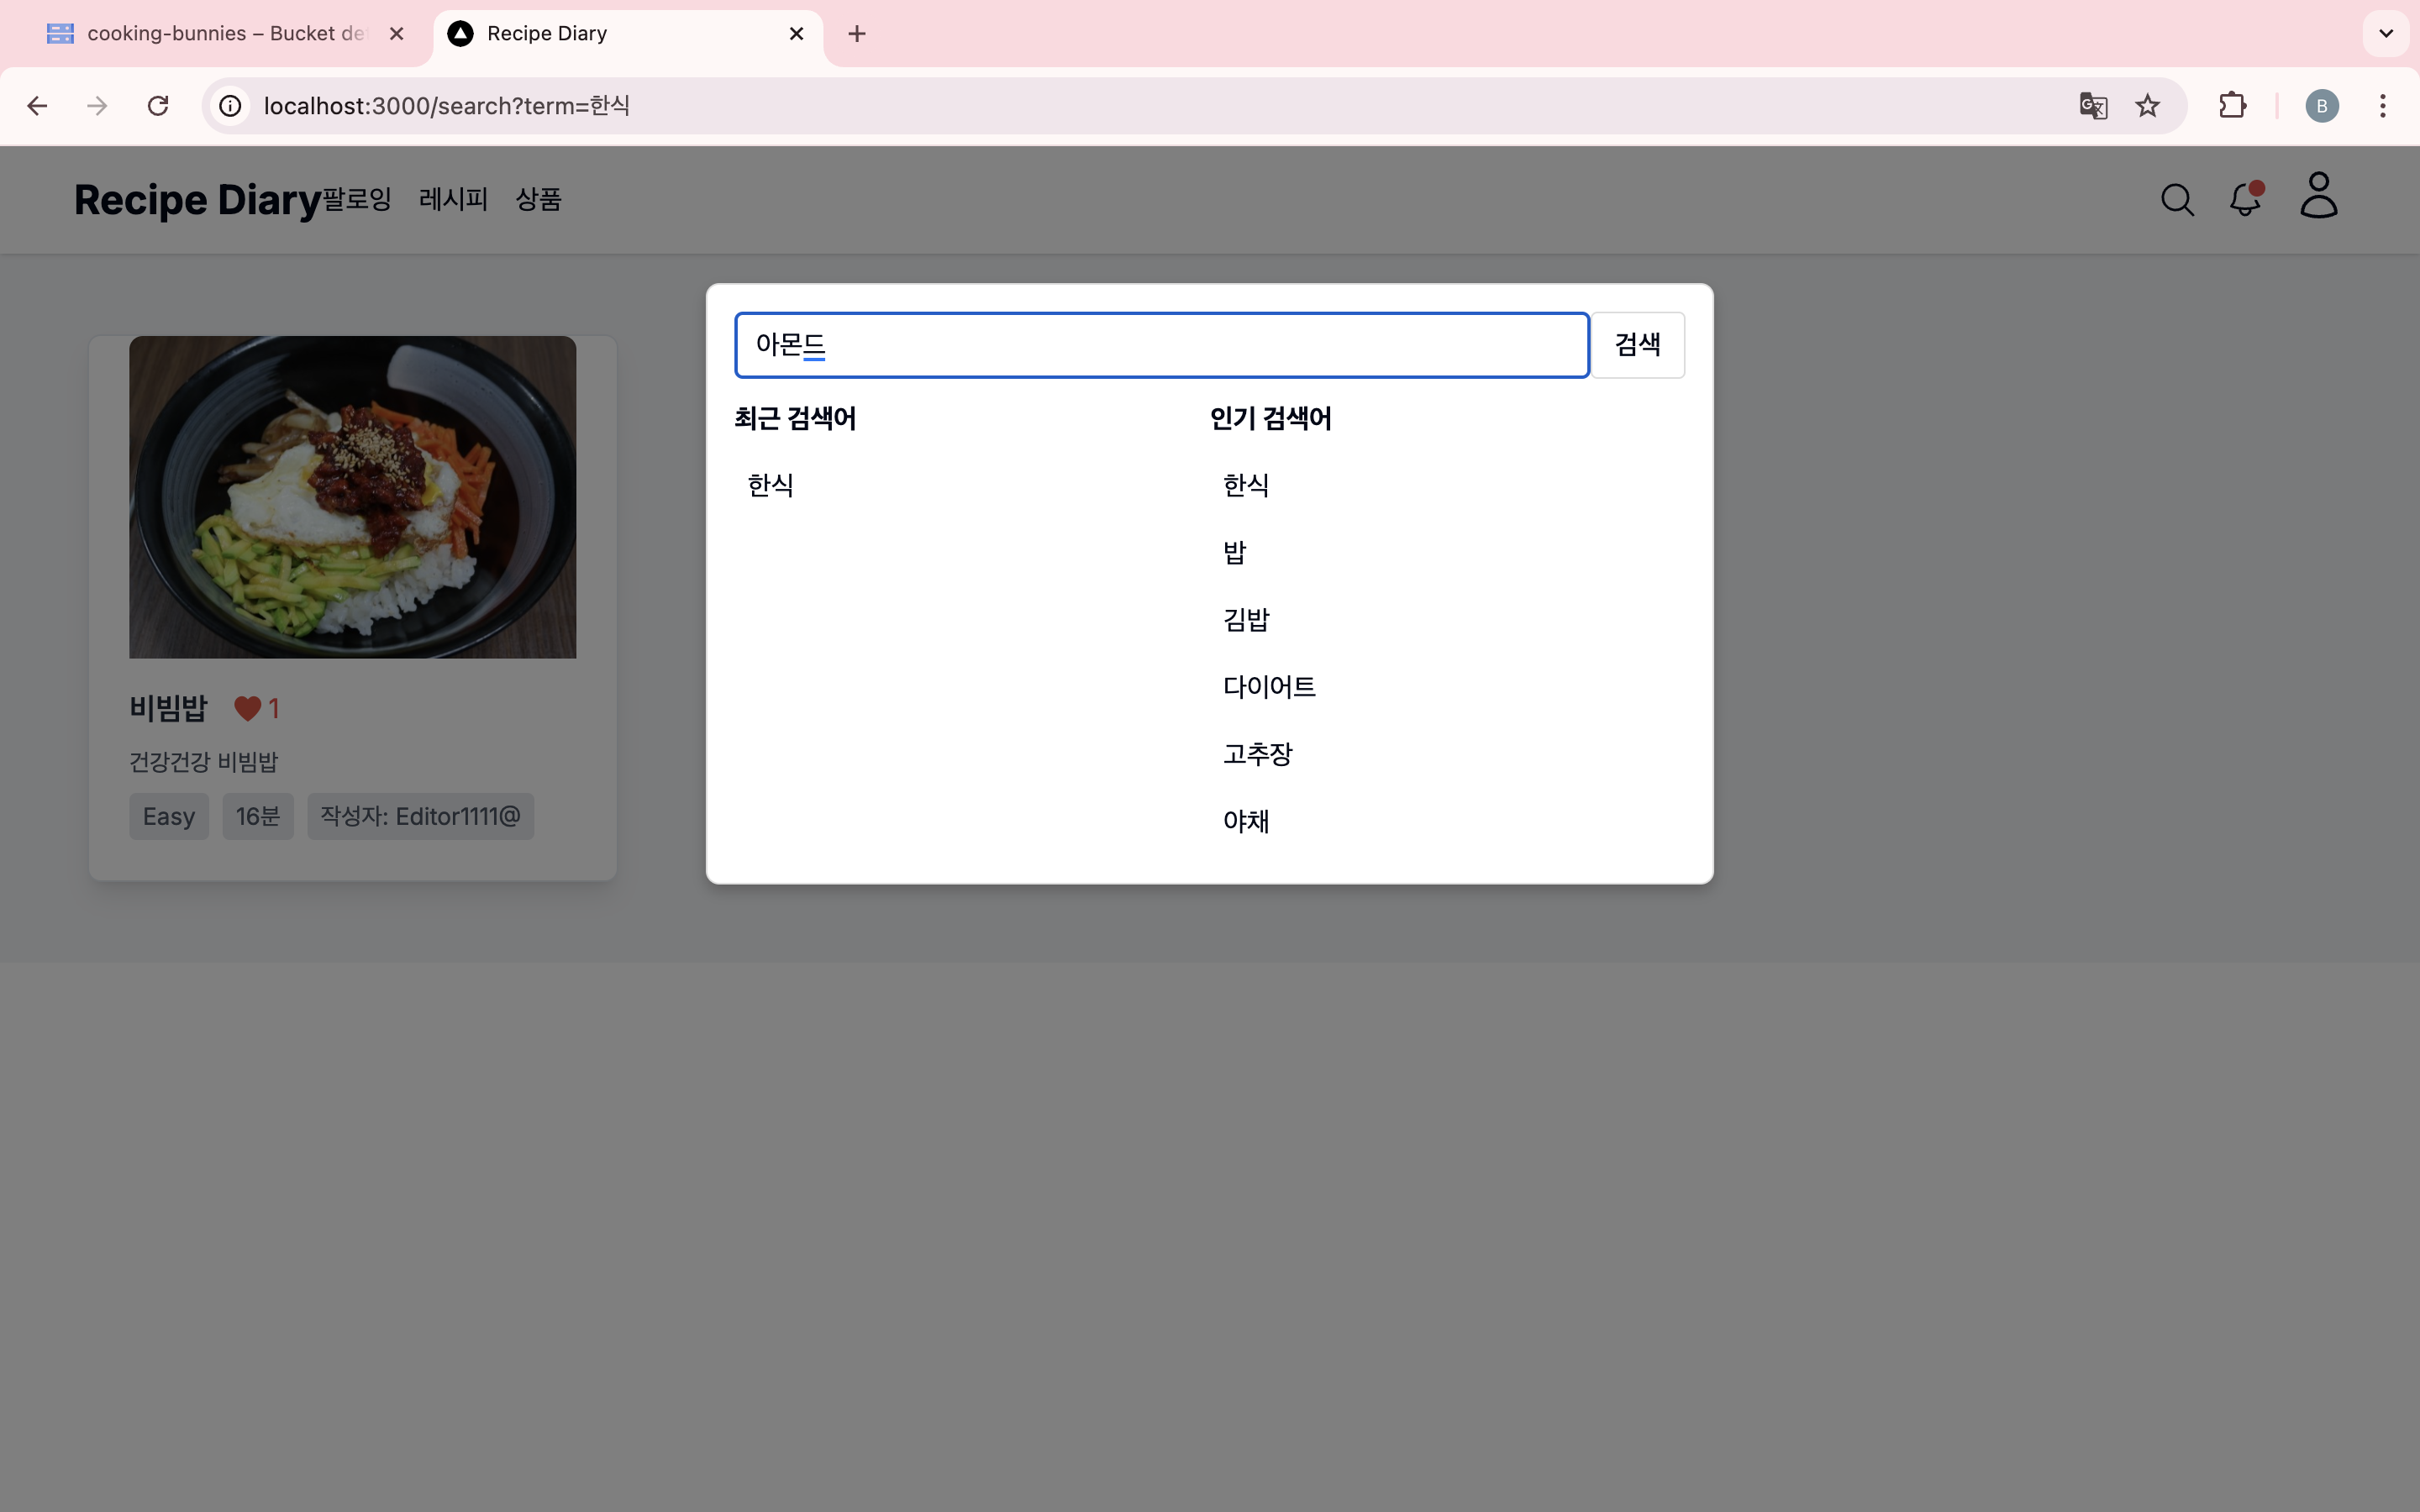 cooking-bunnies – Bucket de
Recipe Diary
localhost:3000/search?term=한식
B
Recipe Diary 팔로잉 레시피 상품
아몬드 검색
최근 검색어
한식
인기 검색어
한식
밥
김밥
다이어트
고추장
야채
비빔밥 1
건강건강 비빔밥
Easy 16분 작성자: Editor1111@